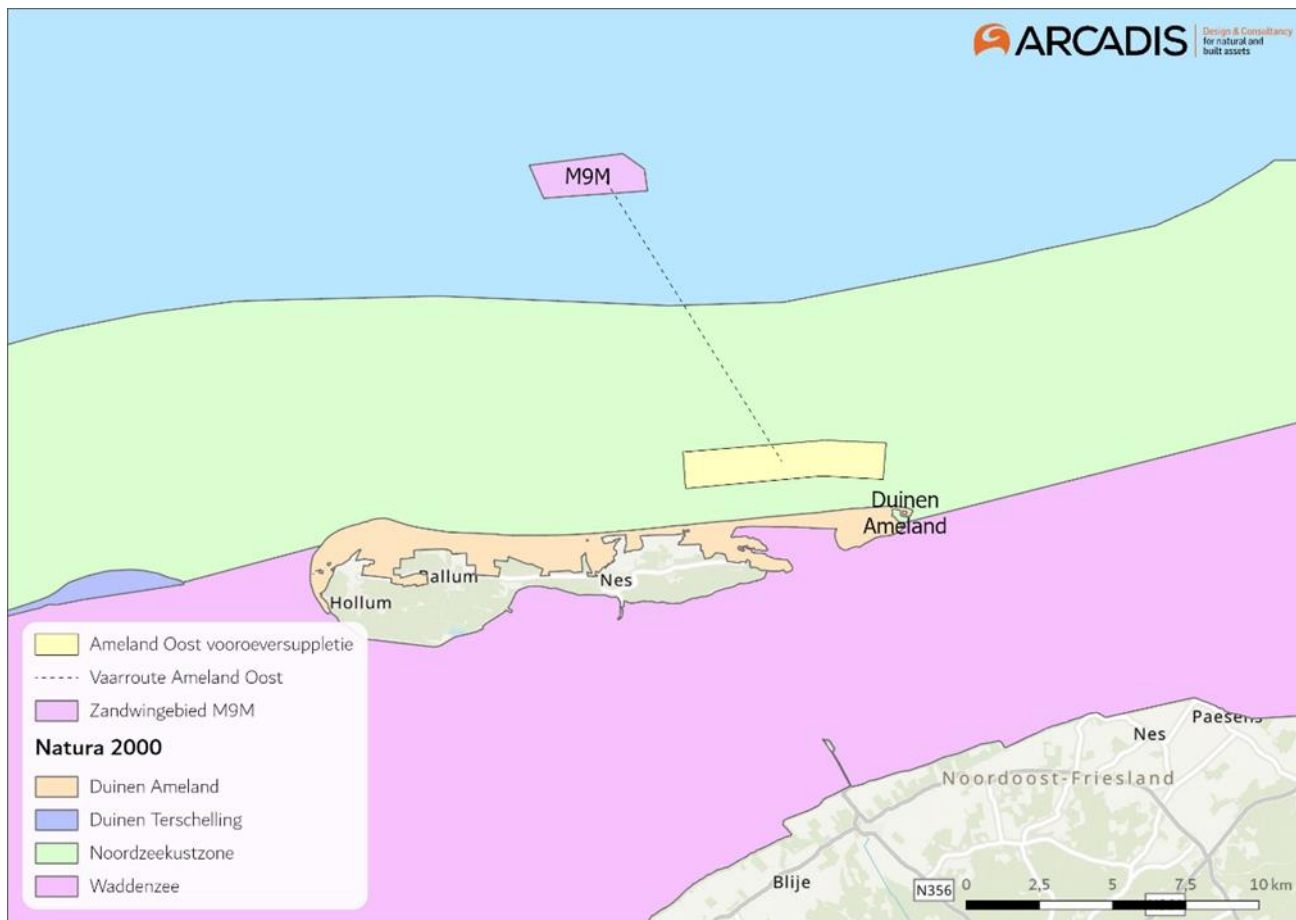 ARCADIS
Design & Consultancy
for natural and
built assets
M9M
Duinen
Ameland
Ballum
Nes
Hollum
Ameland Oost vooroeversuppletie
Vaarroute Ameland Oost
Zandwingebied M9M
Natura 2000
Duinen Ameland
Duinen Terschelling
Noordzeekustzone
Waddenzee
Paesens
Nes
Noordoost-Friesland
Blije
N356
0 2,5 5 7,5 10 km